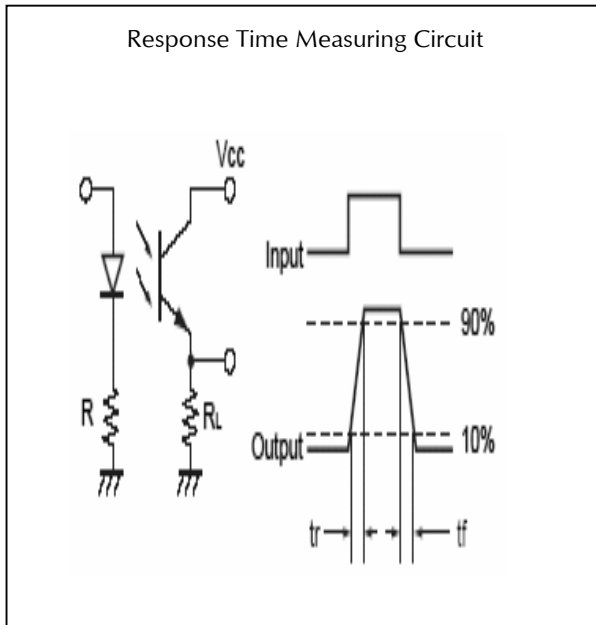 Response Time Measuring Circuit
Vcc
Input
90%
R
RL
Output
10%
tr
tf